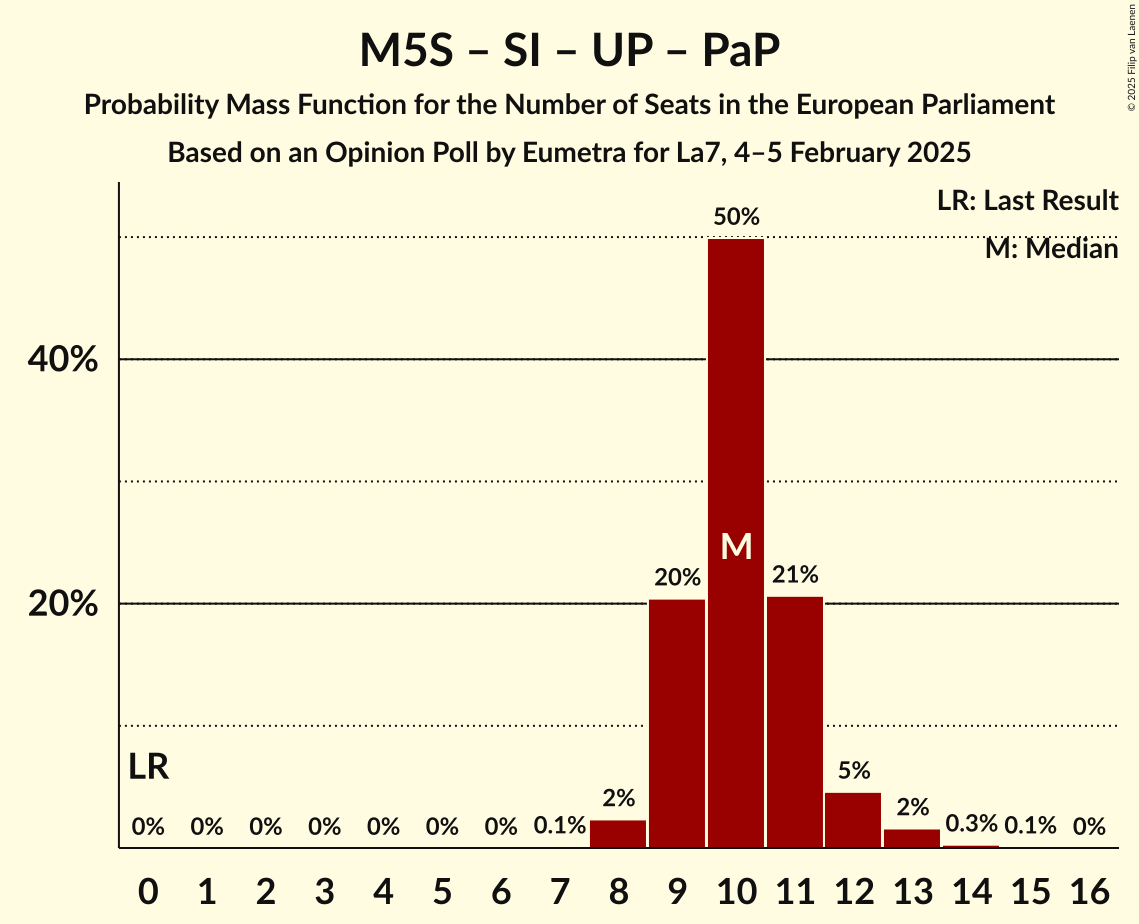 M5S – SI – UP – PaP
Probability Mass Function for the Number of Seats in the European Parliament
Based on an Opinion Poll by Eumetra for La7, 4–5 February 2025
© 2025 Filip van Laenen
LR: Last Result
M: Median
50%
40%
M
20%
21%
20%
LR
5%
2%
2%
0% 0% 0% 0% 0% 0% 0% 0.1% 0.3% 0.1% 0%
0 1 2 3 4 5 6 7 8 9 10 11 12 13 14 15 16